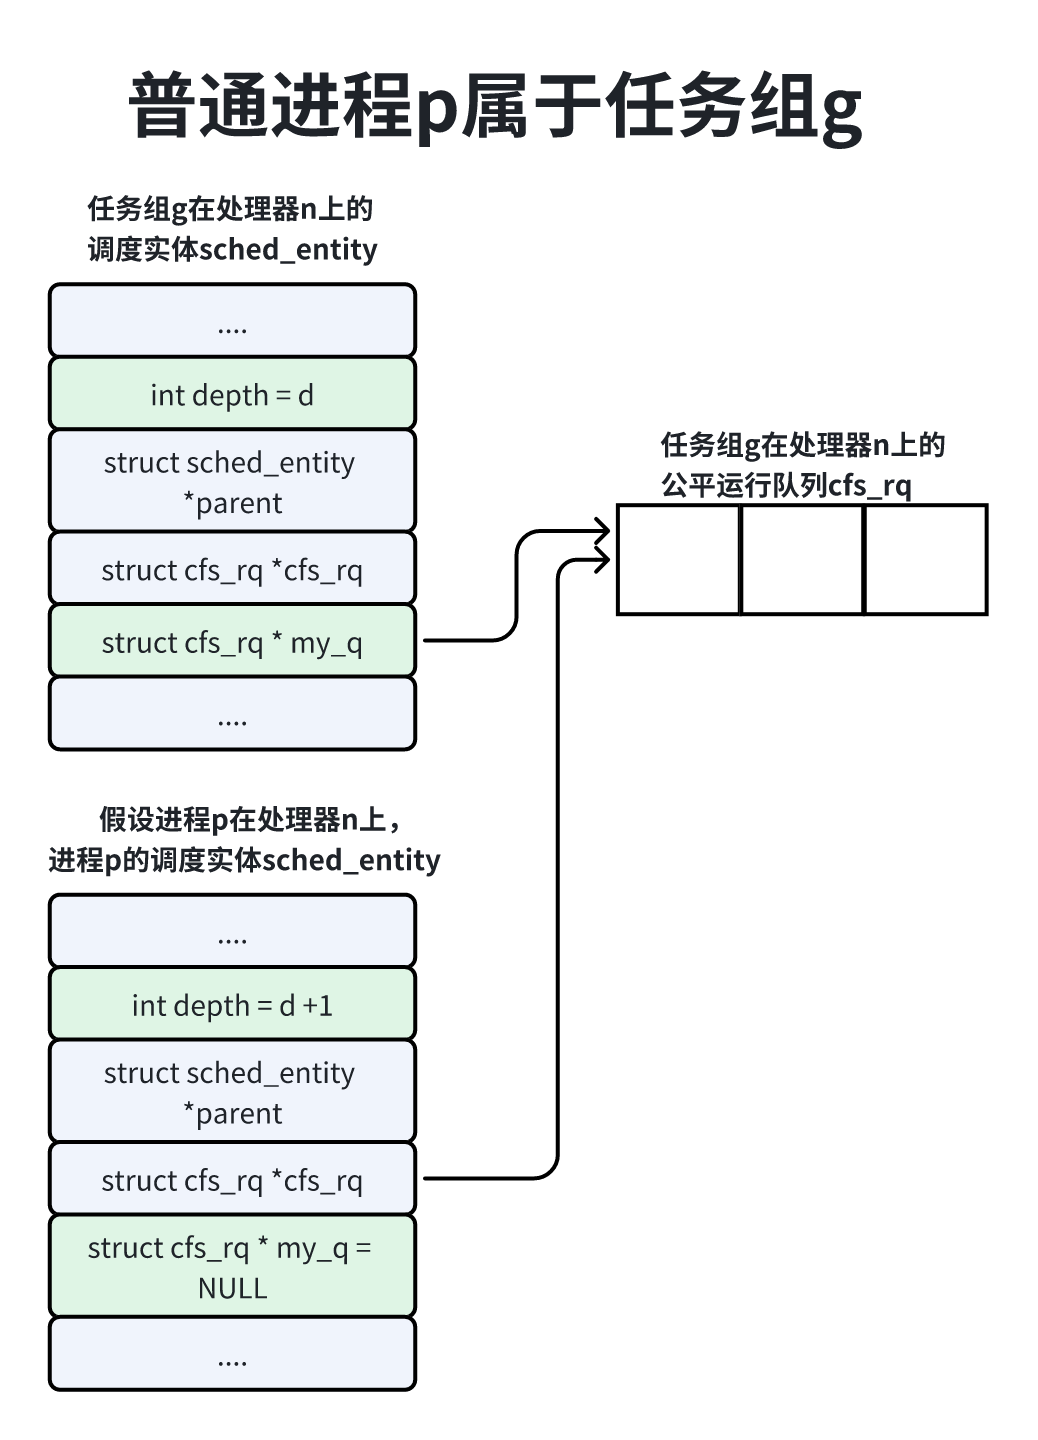 普通进程p属于任务组g
任务组g在处理器n上的
调度实体sched_entity
....
int depth = d
struct sched_entity
*parent
struct cfs_rq *cfs_rq
struct cfs_rq * my_q
....
任务组g在处理器n上的
公平运行队列cfs_rq
假设进程p在处理器n上，
进程p的调度实体sched_entity
....
int depth = d +1
struct sched_entity
*parent
struct cfs_rq *cfs_rq
struct cfs_rq * my_q =
NULL
....